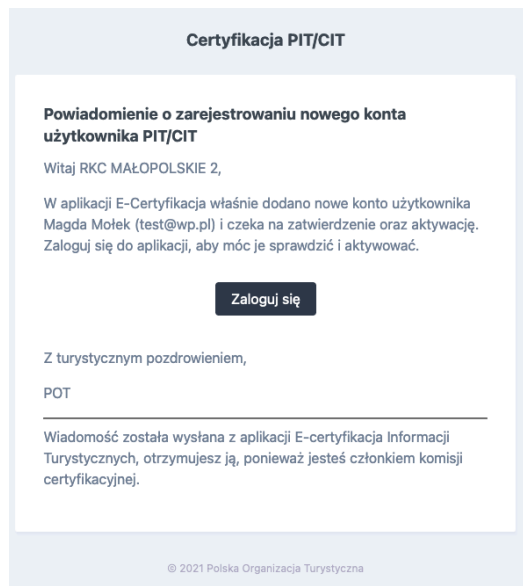 Certyfikacja PIT/CIT
Powiadomienie o zarejestrowaniu nowego konta
użytkownika PIT/CIT
Witaj RKC MAŁOPOLSKIE 2,
W aplikacji E-Certyfikacja właśnie dodano nowe konto użytkownika
Magda Mołek (test@wp.pl) i czeka na zatwierdzenie oraz aktywację.
Zaloguj się do aplikacji, aby móc je sprawdzić i aktywować.
Zaloguj się
Z turystycznym pozdrowieniem,
POT
Wiadomość została wysłana z aplikacji E-certyfikacja Informacji
Turystycznych, otrzymujesz ją, ponieważ jesteś członkiem komisji
certyfikacyjnej.
© 2021 Polska Organizacja Turystyczna